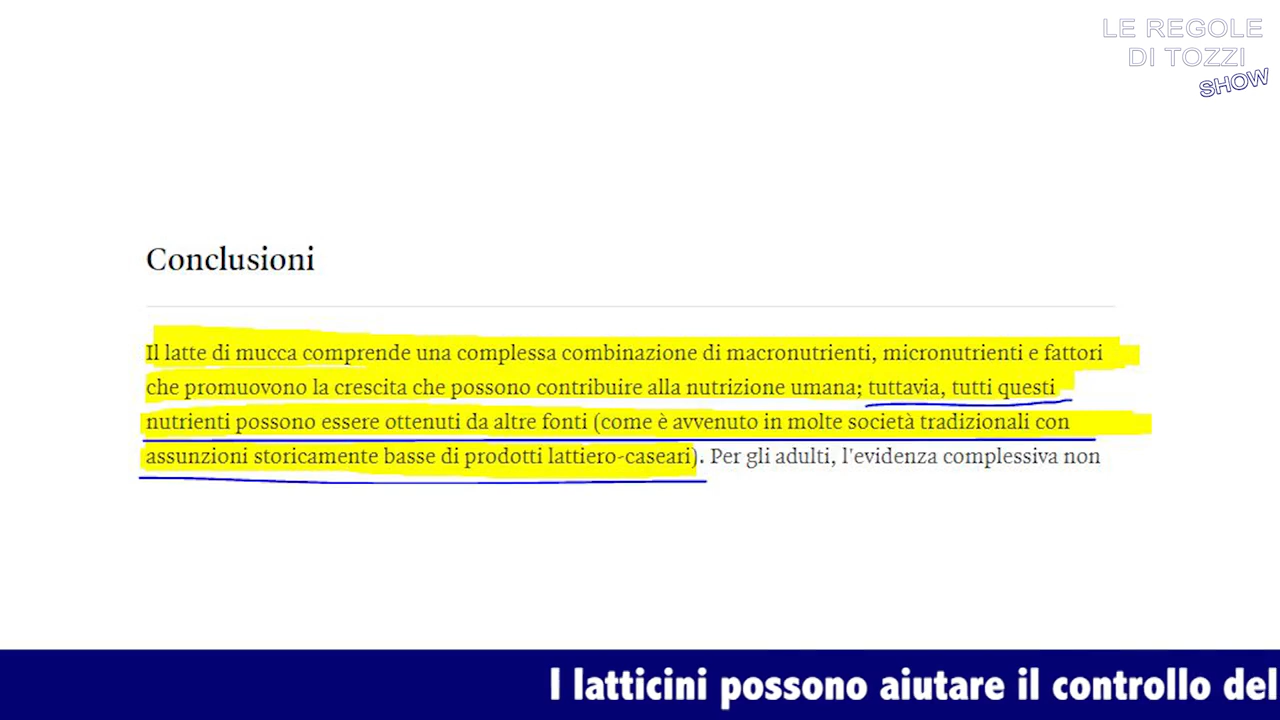 LE REGOLE
DI TOZZI
SHOW
Conclusioni
Il latte di mucca comprende una complessa combinazione di macronutrienti, micronutrienti e fattori
che promuovono la crescita che possono contribuire alla nutrizione umana; tuttavia, tutti questi
nutrienti possono essere ottenuti da altre fonti (come è avvenuto in molte società tradizionali con
assunzioni storicamente basse di prodotti lattiero-caseari). Per gli adulti, l'evidenza complessiva non
I latticini possono aiutare il controllo del